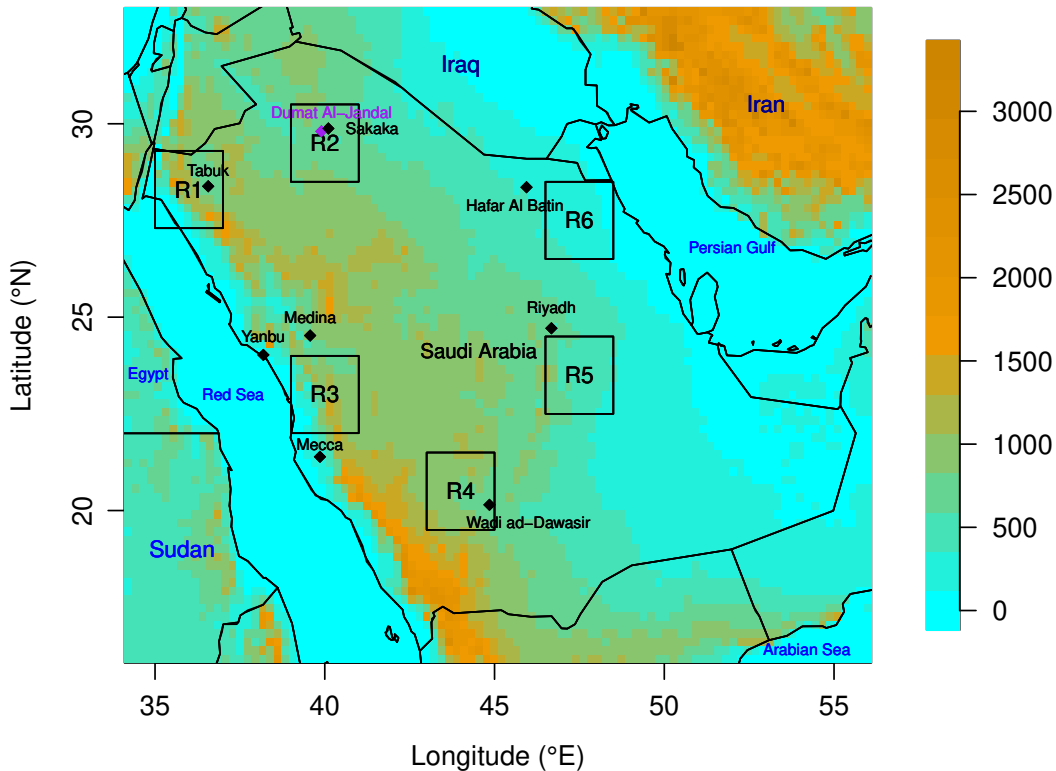 Iraq
Iran
Dumat Al−Jandal
Sakaka
R2
Tabuk
R1
Hafar Al Batin
R6
Persian Gulf
Riyadh
Medina
Yanbu
Saudi Arabia
Egypt
Red Sea
R3
R5
Mecca
R4
Wadi ad−Dawasir
Sudan
Arabian Sea
30
25
20
Latitude (°N)
35
40
45
50
55
Longitude (°E)
3000
2500
2000
1500
1000
500
0